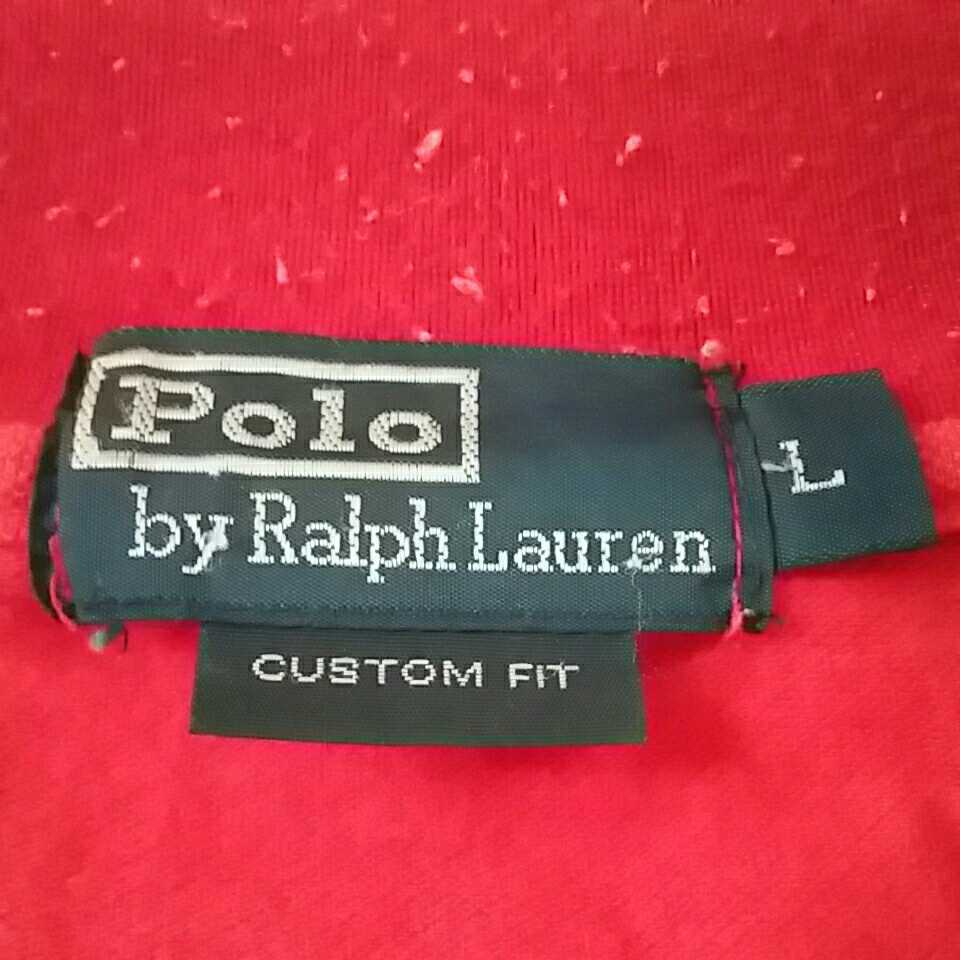 Polo
by Ralph Lauren
L
CUSTOM FIT